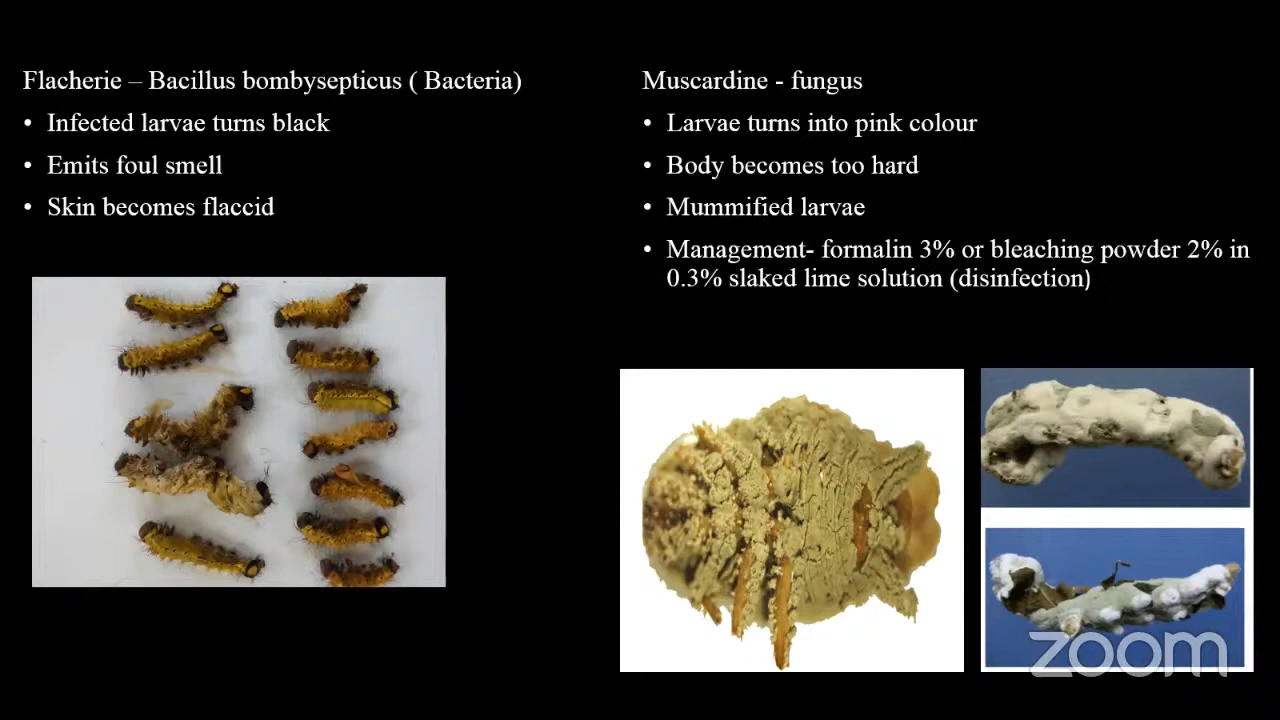 Flacherie – Bacillus bombysepticus ( Bacteria)
• Infected larvae turns black
• Emits foul smell
• Skin becomes flaccid
Muscardine - fungus
• Larvae turns into pink colour
• Body becomes too hard
• Mummified larvae
• Management- formalin 3% or bleaching powder 2% in
0.3% slaked lime solution (disinfection)
zoom